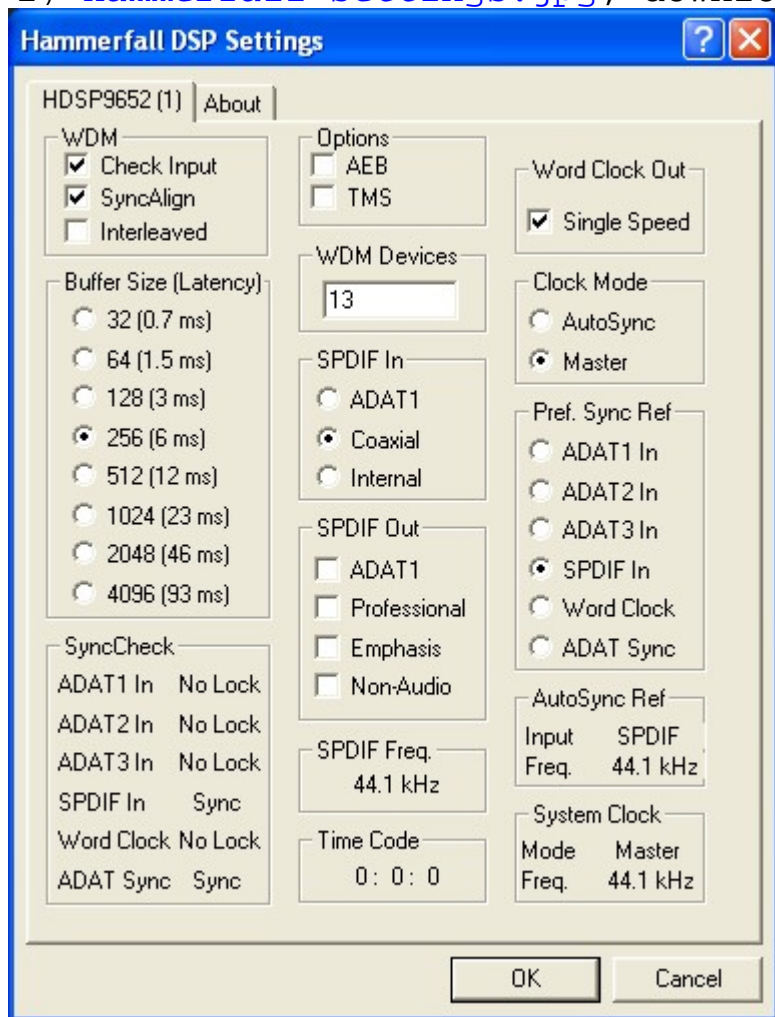 Hammerfall DSP Settings
HDSP9652 (1)
About
WDM
Check Input
SyncAlign
Interleaved
Buffer Size (Latency)
32 (0.7 ms)
64 (1.5 ms)
128 (3 ms)
256 (6 ms)
512 (12 ms)
1024 (23 ms)
2048 (46 ms)
4096 (93 ms)
SyncCheck
ADAT1 In No Lock
ADAT2 In No Lock
ADAT3 In No Lock
SPDIF In Sync
Word Clock No Lock
ADAT Sync Sync
Options
AEB
TMS
WDM Devices
13
SPDIF In
ADAT1
Coaxial
Internal
SPDIF Out
ADAT1
Professional
Emphasis
Non-Audio
SPDIF Freq.
44.1 kHz
Time Code
0: 0: 0
Word Clock Out
Single Speed
Clock Mode
AutoSync
Master
Pref. Sync Ref
ADAT1 In
ADAT2 In
ADAT3 In
SPDIF In
Word Clock
ADAT Sync
AutoSync Ref
Input SPDIF
Freq. 44.1 kHz
System Clock
Mode Master
Freq. 44.1 kHz
OK
Cancel